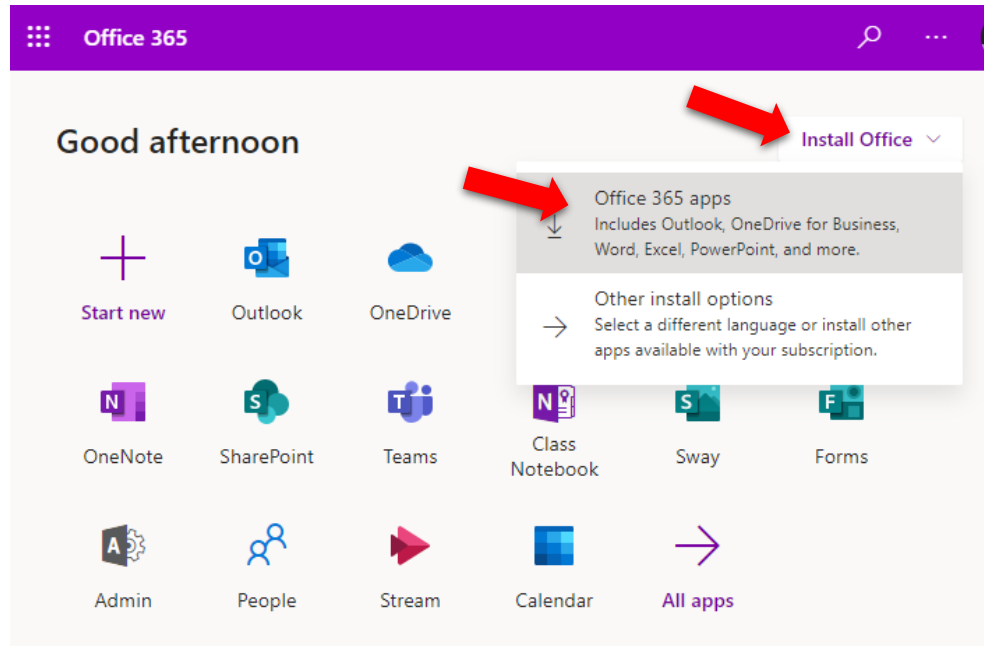 Office 365
Good afternoon
Install Office
Office 365 apps
Includes Outlook, OneDrive for Business,
Word, Excel, PowerPoint, and more.
Other install options
Select a different language or install other
apps available with your subscription.
Start new
Outlook
OneDrive
OneNote
SharePoint
Teams
Class
Notebook
Sway
Forms
Admin
People
Stream
Calendar
All apps